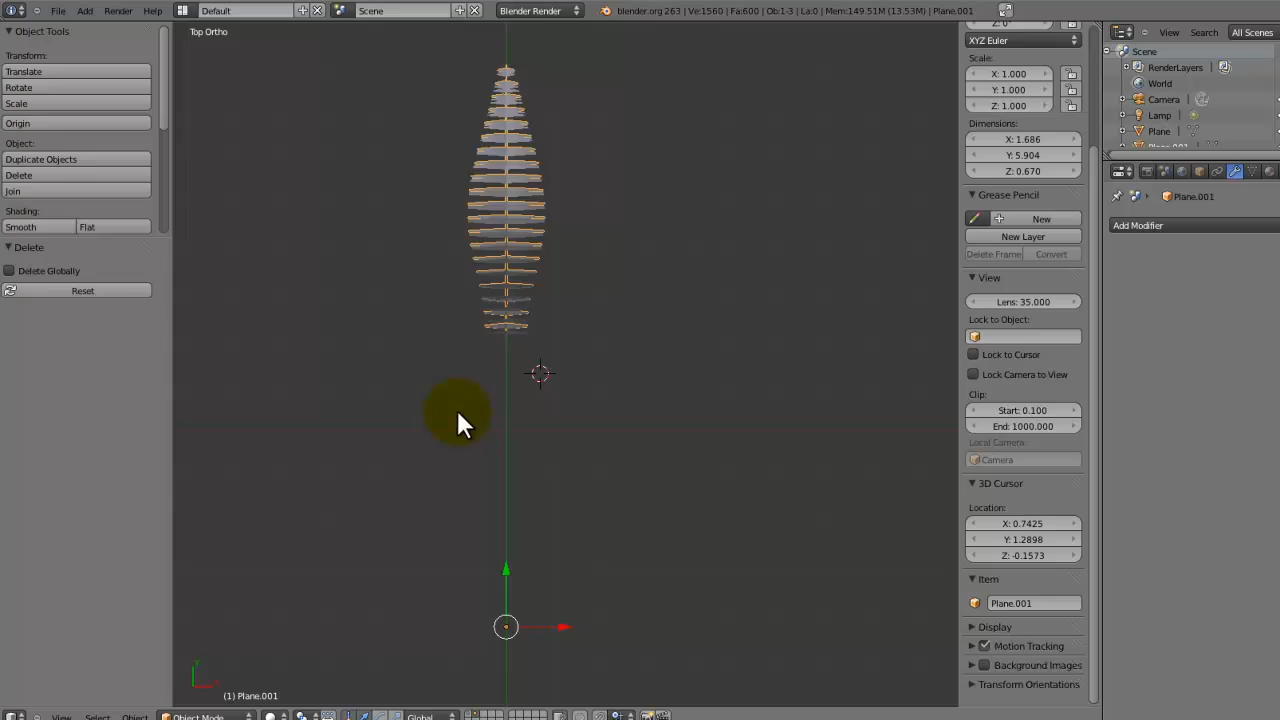 File Add Render Help Default Scene Blender Render blender.org 263 | Ve:1560 | Fa:600 | Ob:1-3 | La:0 | Mem:149.51M (13.53M) | Plane.001
Object Tools
Transform:
Translate
Rotate
Scale
Origin
Object:
Duplicate Objects
Delete
Join
Shading:
Smooth Flat
Delete
Delete Globally
Reset
Top Ortho
(1) Plane.001
View Select Object Object Mode Global
Z: 0°
XYZ Euler
Scale:
X: 1.000
Y: 1.000
Z: 1.000
Dimensions:
X: 1.686
Y: 5.904
Z: 0.670
Grease Pencil
New
New Layer
Delete Frame Convert
View
Lens: 35.000
Lock to Object:
Lock to Cursor
Lock Camera to View
Clip:
Start: 0.100
End: 1000.000
Local Camera:
Camera
3D Cursor
Location:
X: 0.7425
Y: 1.2898
Z: -0.1573
Item
Plane.001
Display
Motion Tracking
Background Images
Transform Orientations
View Search All Scenes
Scene
RenderLayers
World
Camera
Lamp
Plane
Plane.001
Plane.001
Add Modifier
Y
X